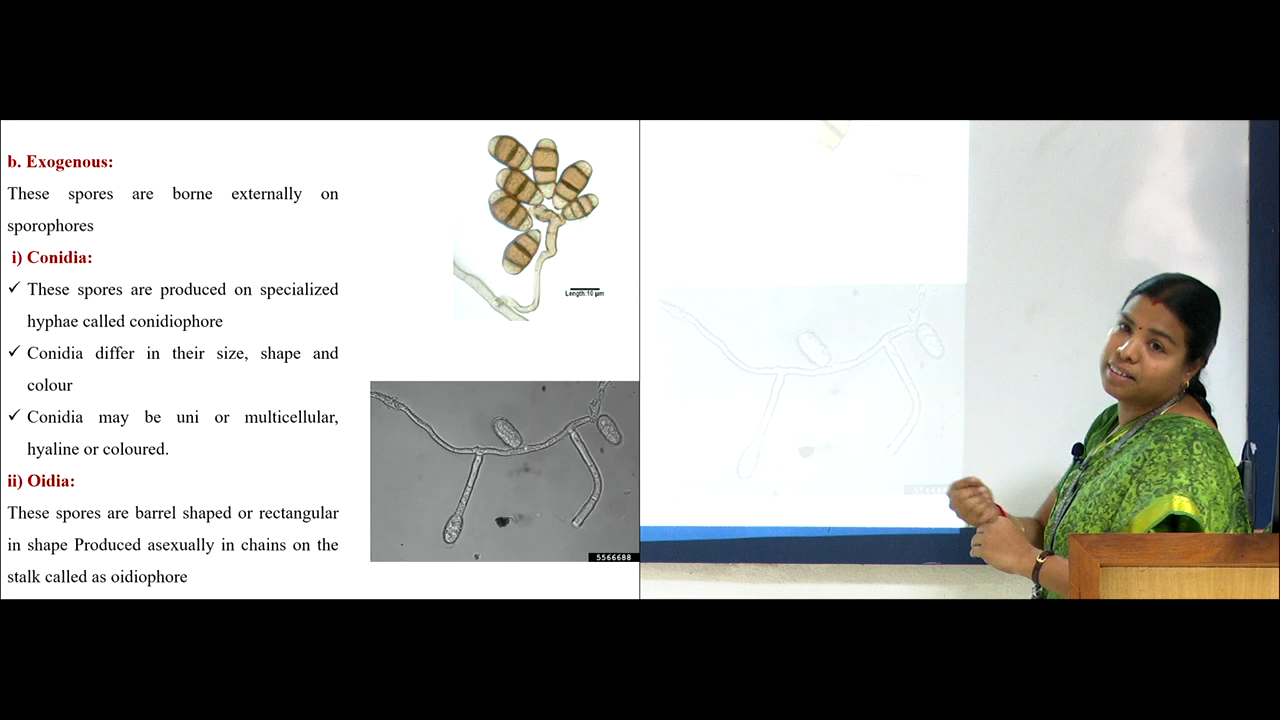 b. Exogenous:
These spores are borne externally on
sporophores
i) Conidia:
✓ These spores are produced on specialized
hyphae called conidiophore
✓ Conidia differ in their size, shape and
colour
✓ Conidia may be uni or multicellular,
hyaline or coloured.
ii) Oidia:
These spores are barrel shaped or rectangular
in shape Produced asexually in chains on the
stalk called as oidiophore
Length:10 µm
5566688